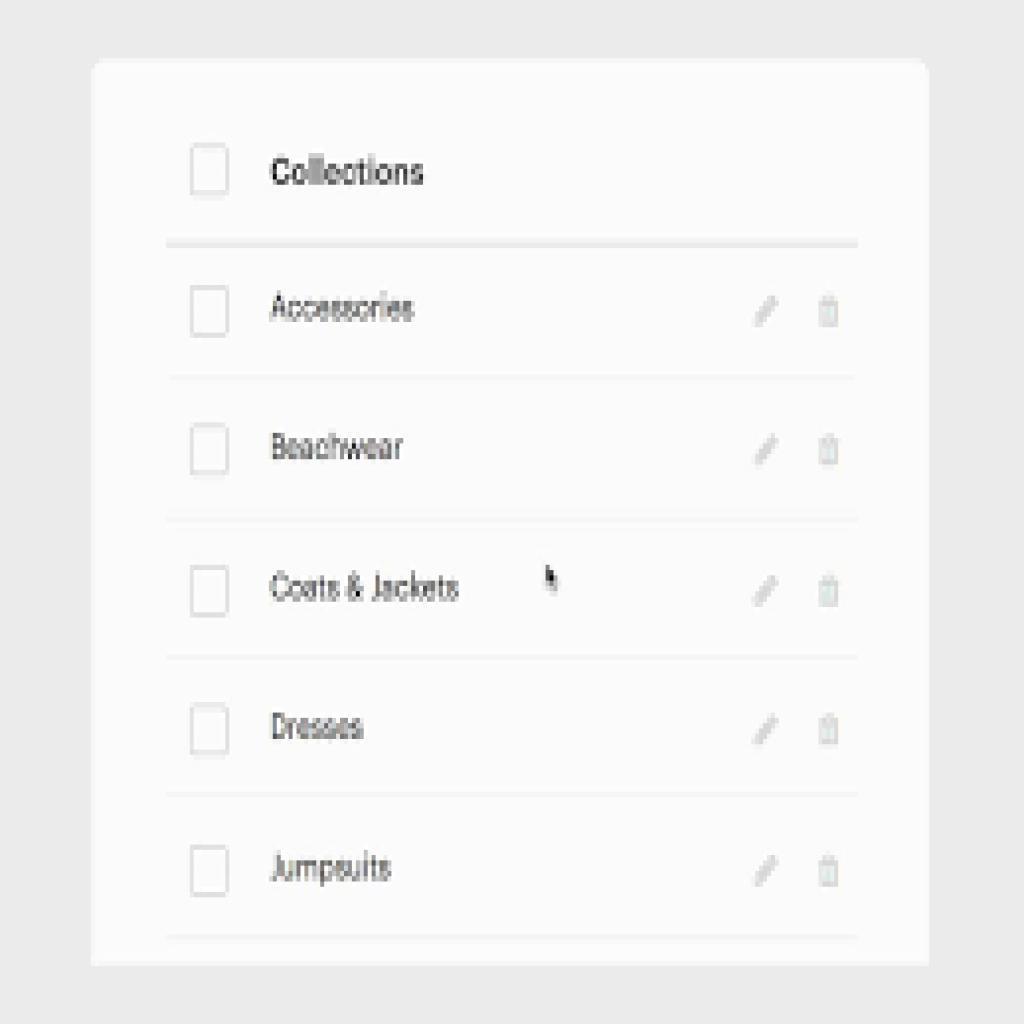 Collections
Accessories
Beachwear
Coats & Jackets
Dresses
Jumpsuits